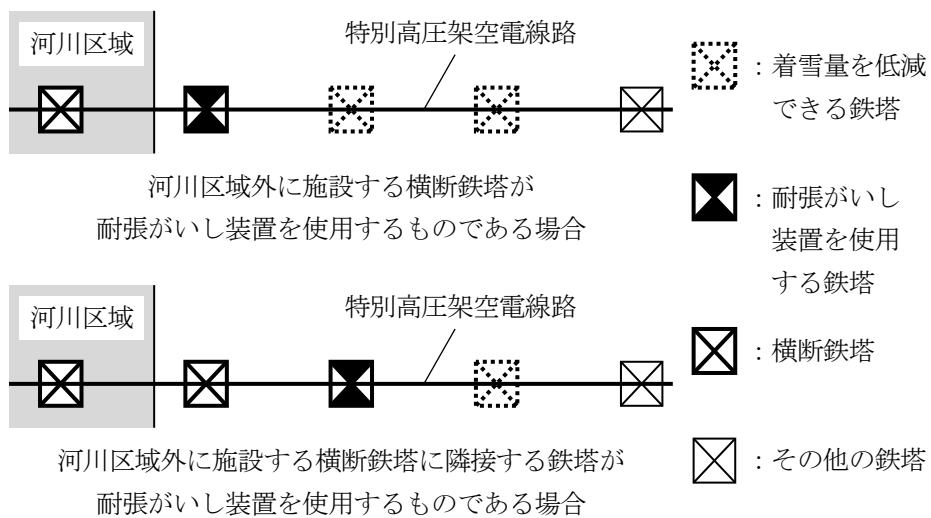 河川区域
特別高圧架空電線路
河川区域外に施設する横断鉄塔が
耐張がいし装置を使用するものである場合
河川区域
特別高圧架空電線路
河川区域外に施設する横断鉄塔に隣接する鉄塔が
耐張がいし装置を使用するものである場合
：着雪量を低減
できる鉄塔
：耐張がいし
装置を使用
する鉄塔
：横断鉄塔
：その他の鉄塔